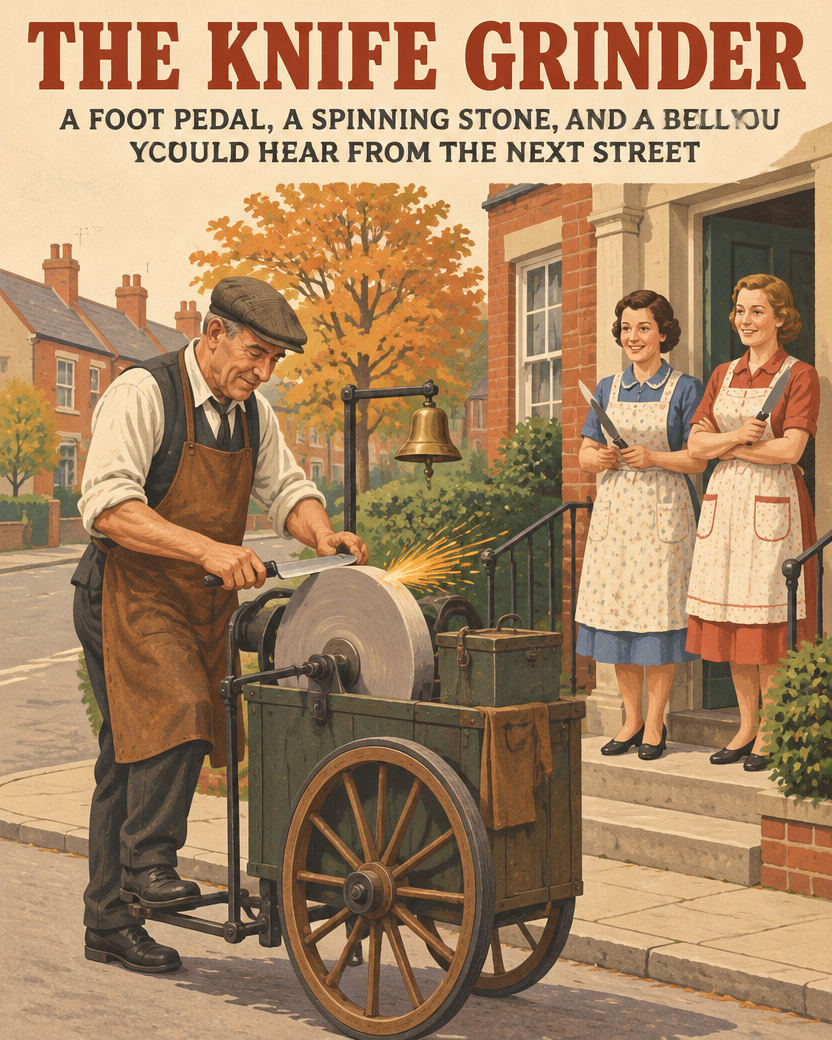 THE KNIFE GRINDER
A FOOT PEDAL, A SPINNING STONE, AND A BELLYOU
YCOULD HEAR FROM THE NEXT STREET